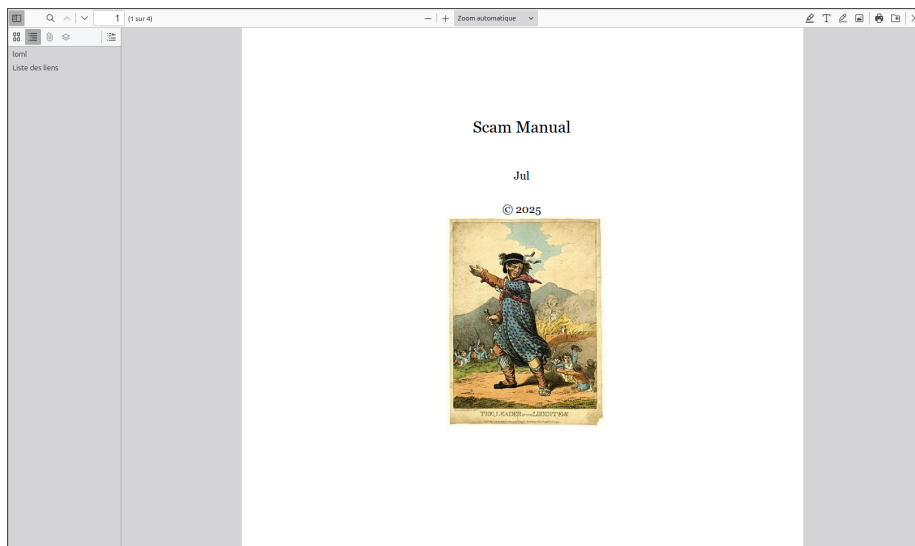 1 (1 sur 4)
Zoom automatique
loml
Liste des liens
Scam Manual
Jul
© 2025
THE LEADER of the LUDDITES